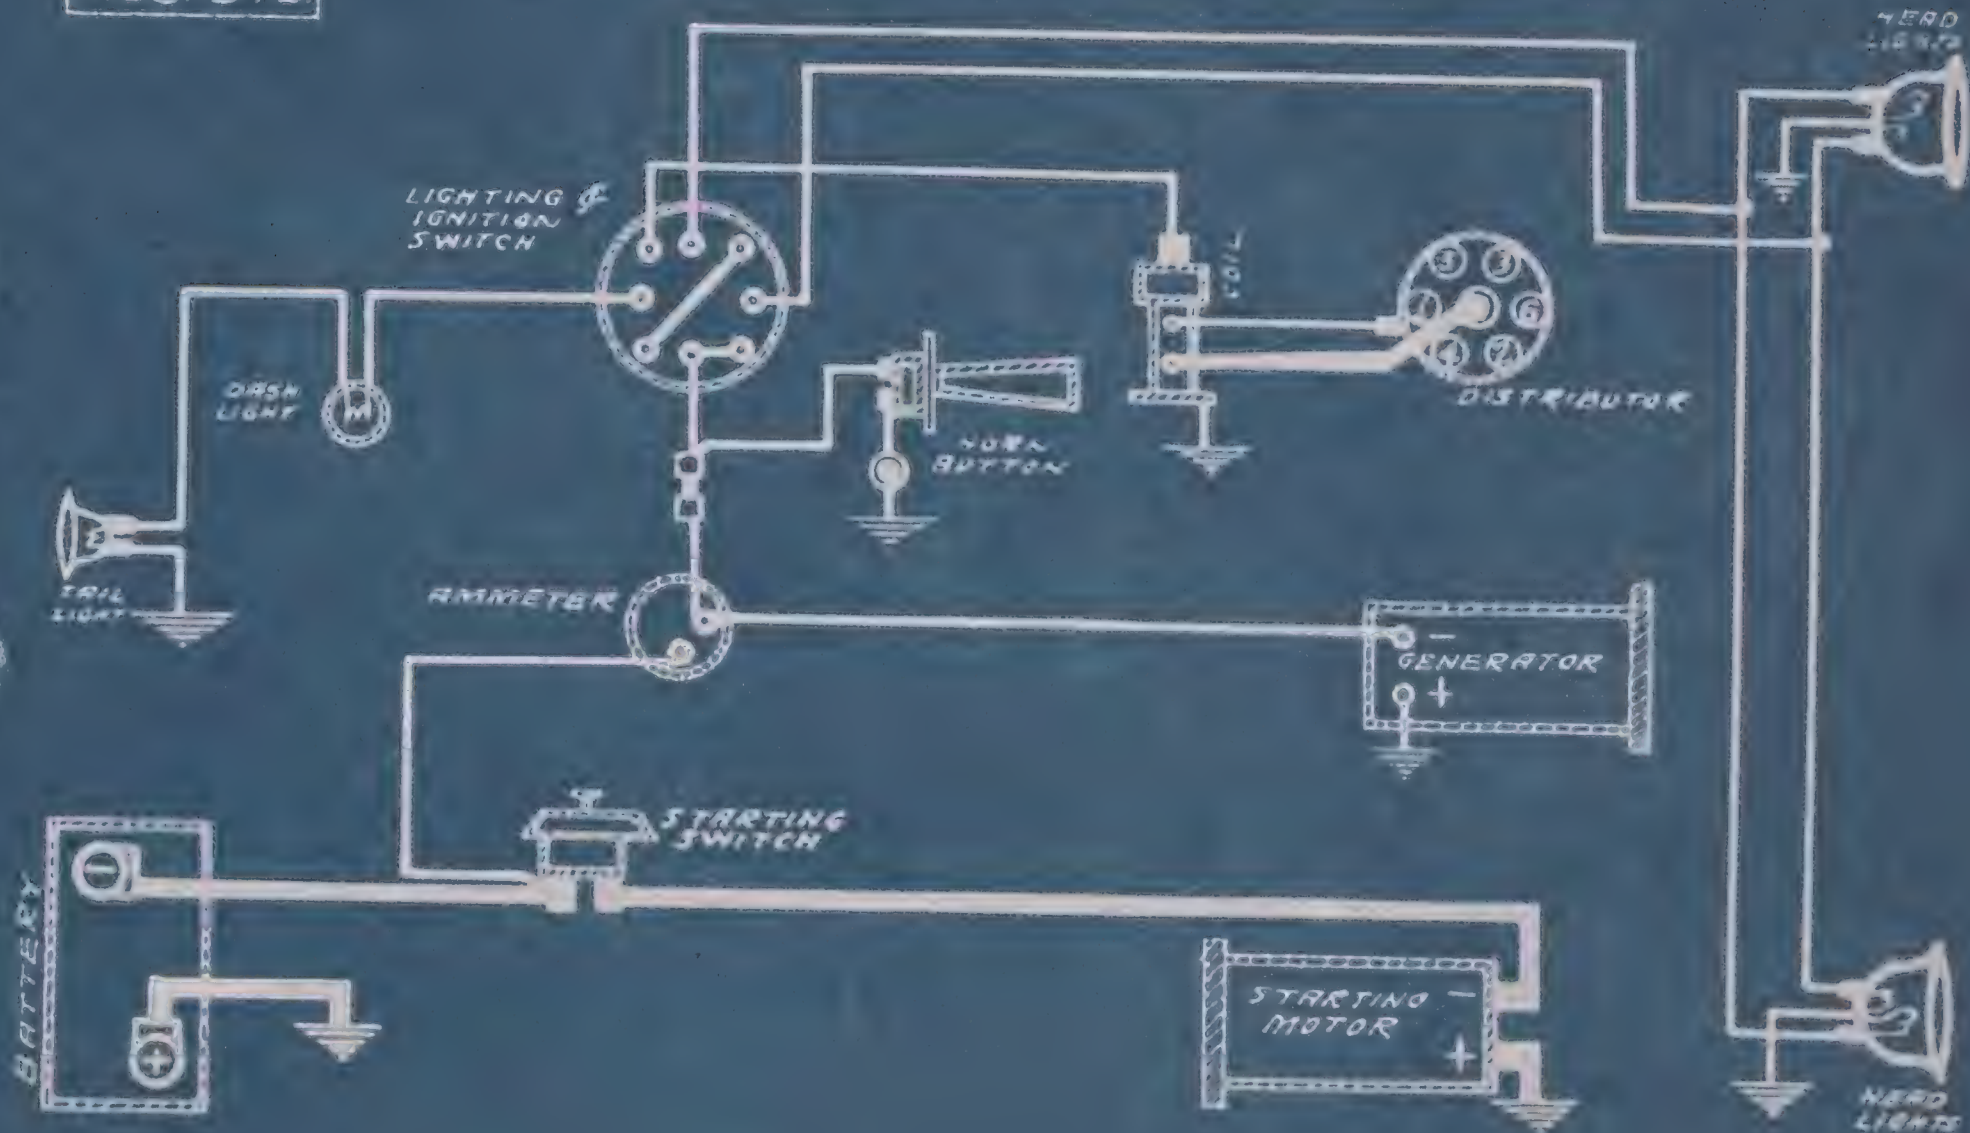 HEAD
LIGHTS
LIGHTING &
IGNITION
SWITCH
COIL
DISTRIBUTOR
DASH
LIGHT
HORN
BUTTON
TAIL
LIGHT
AMMETER
-
GENERATOR
+
STARTING
SWITCH
BATTERY
-
+
STARTING -
MOTOR
+
HEAD
LIGHTS